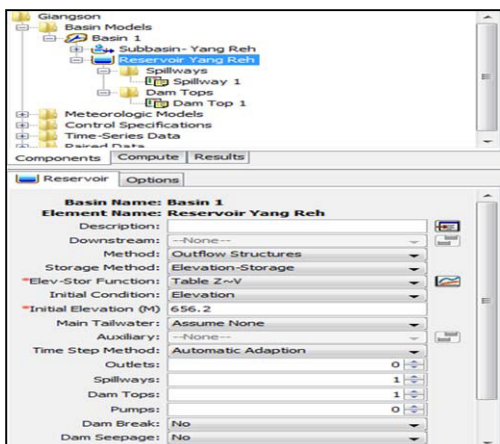 Giangson
Basin Models
Basin 1
Subbasin- Yang Reh
Reservoir Yang Reh
Spillways
Spillway 1
Dam Tops
Dam Top 1
Meteorologic Models
Control Specifications
Time-Series Data
Paired Data
Components Compute Results
Reservoir Options
Basin Name: Basin 1
Element Name: Reservoir Yang Reh
Description:
Downstream: --None--
Method: Outflow Structures
Storage Method: Elevation-Storage
*Elev-Stor Function: Table Z~V
Initial Condition: Elevation
*Initial Elevation (M) 656.2
Main Tailwater: Assume None
Auxiliary: --None--
Time Step Method: Automatic Adaption
Outlets: 0
Spillways: 1
Dam Tops: 1
Pumps: 0
Dam Break: No
Dam Seepage: No